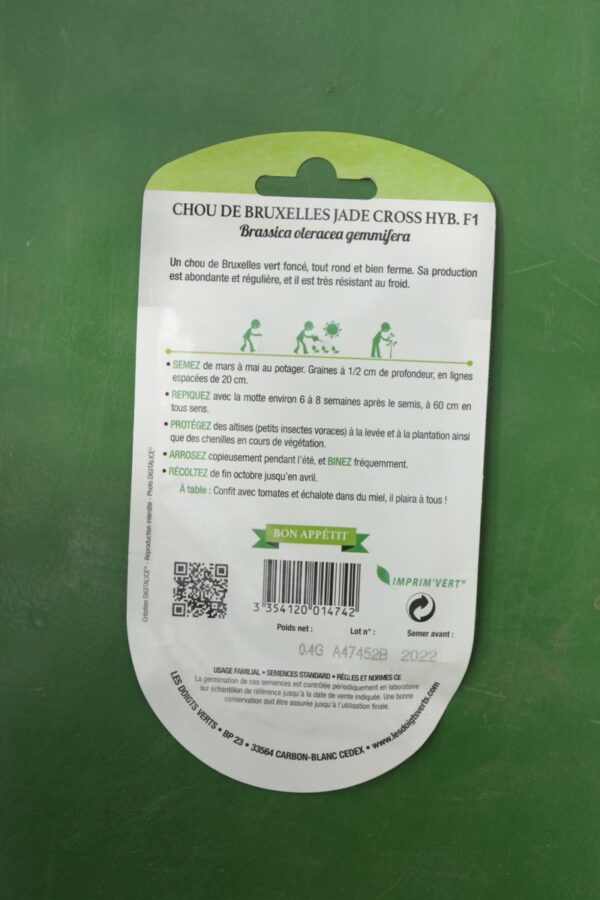 CHOU DE BRUXELLES JADE CROSS HYB. F1
Brassica oleracea gemmifera
Un chou de Bruxelles vert foncé, tout rond et bien ferme. Sa production
est abondante et régulière, et il est très résistant au froid.
• SEMEZ de mars à mai au potager. Graines à 1/2 cm de profondeur, en lignes
espacées de 20 cm.
• REPIQUEZ avec la motte environ 6 à 8 semaines après le semis, à 60 cm en
tous sens.
• PROTÉGEZ des altises (petits insectes voraces) à la levée et à la plantation ainsi
que des chenilles en cours de végétation.
• ARROSEZ copieusement pendant l'été, et BINEZ fréquemment.
• RÉCOLTEZ de fin octobre jusqu'en avril.
À table : Confit avec tomates et échalote dans du miel, il plaira à tous !
Création DIGITALICE® - Reproduction interdite - Photo DIGITALICE®
BON APPÉTIT
IMPRIM'VERT®
3 354120 014742
Poids net : Lot n° : Semer avant :
0.4G A47452B 2022
USAGE FAMILIAL • SEMENCES STANDARD • RÈGLES ET NORMES CE
La germination de ces semences est contrôlée périodiquement en laboratoire
sur échantillon de référence jusqu'à la date de vente indiquée. Une bonne
conservation doit être assurée jusqu'à l'utilisation finale.
LES DOIGTS VERTS • BP 23 • 33564 CARBON-BLANC CEDEX • www.lesdoigtsverts.com